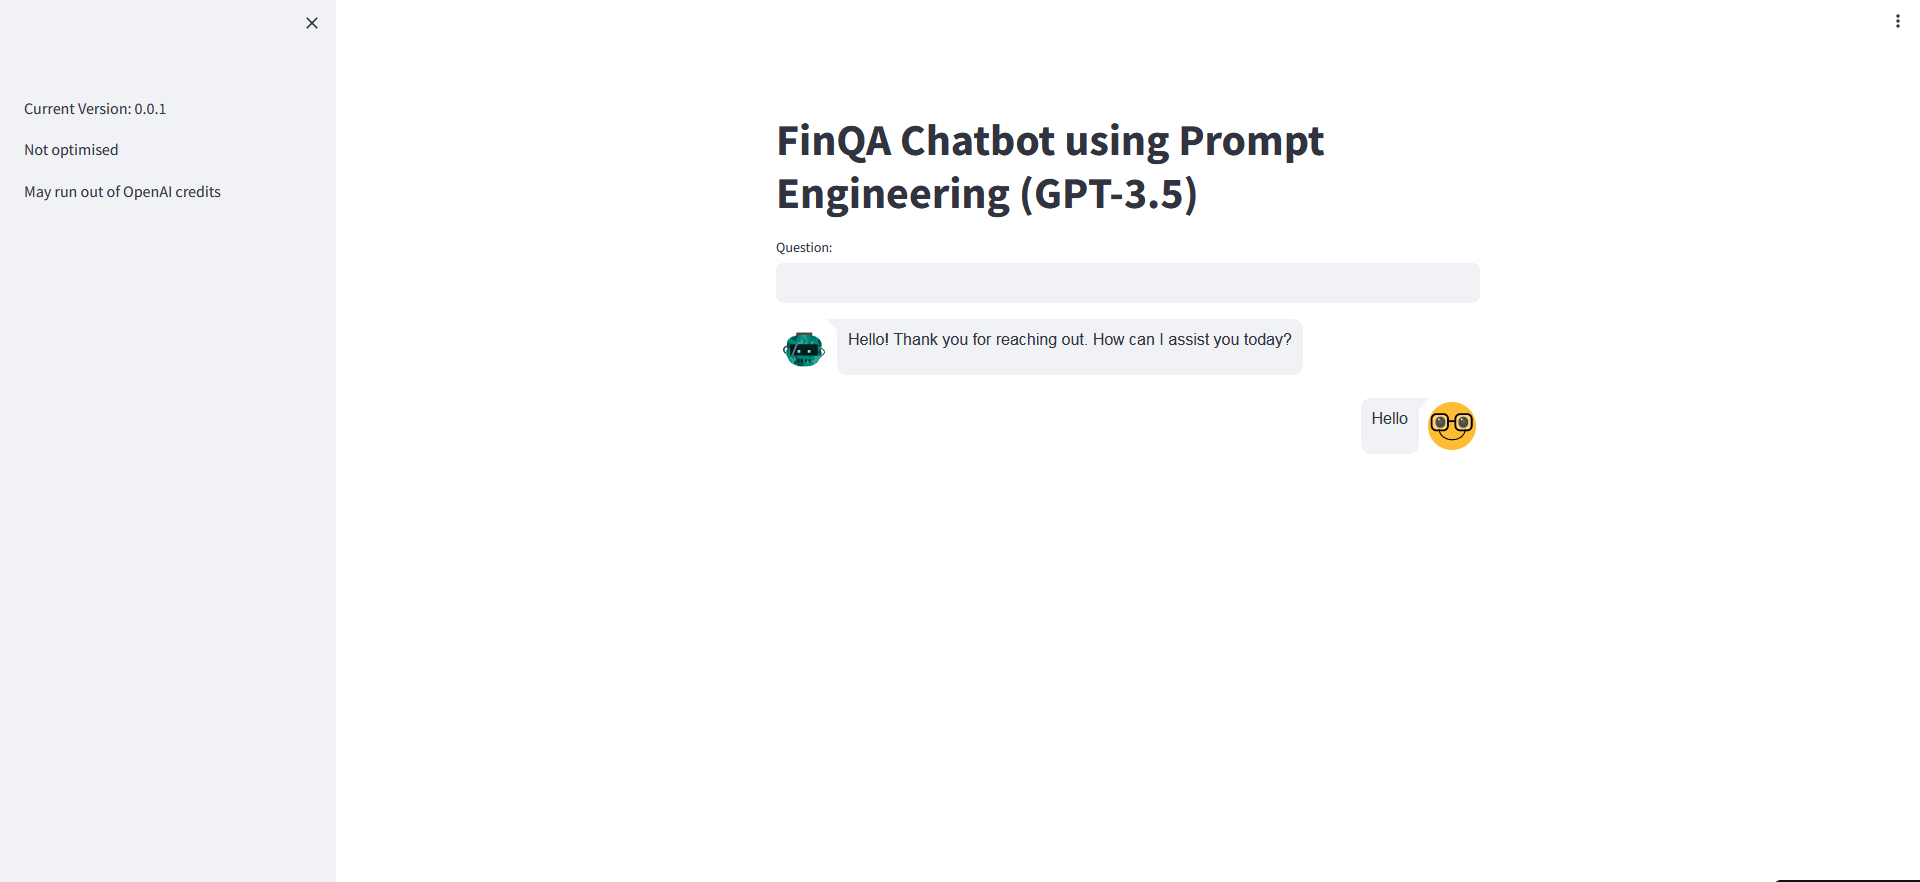 Current Version: 0.0.1
Not optimised
May run out of OpenAI credits
FinQA Chatbot using Prompt
Engineering (GPT-3.5)
Question:
Hello! Thank you for reaching out. How can I assist you today?
Hello